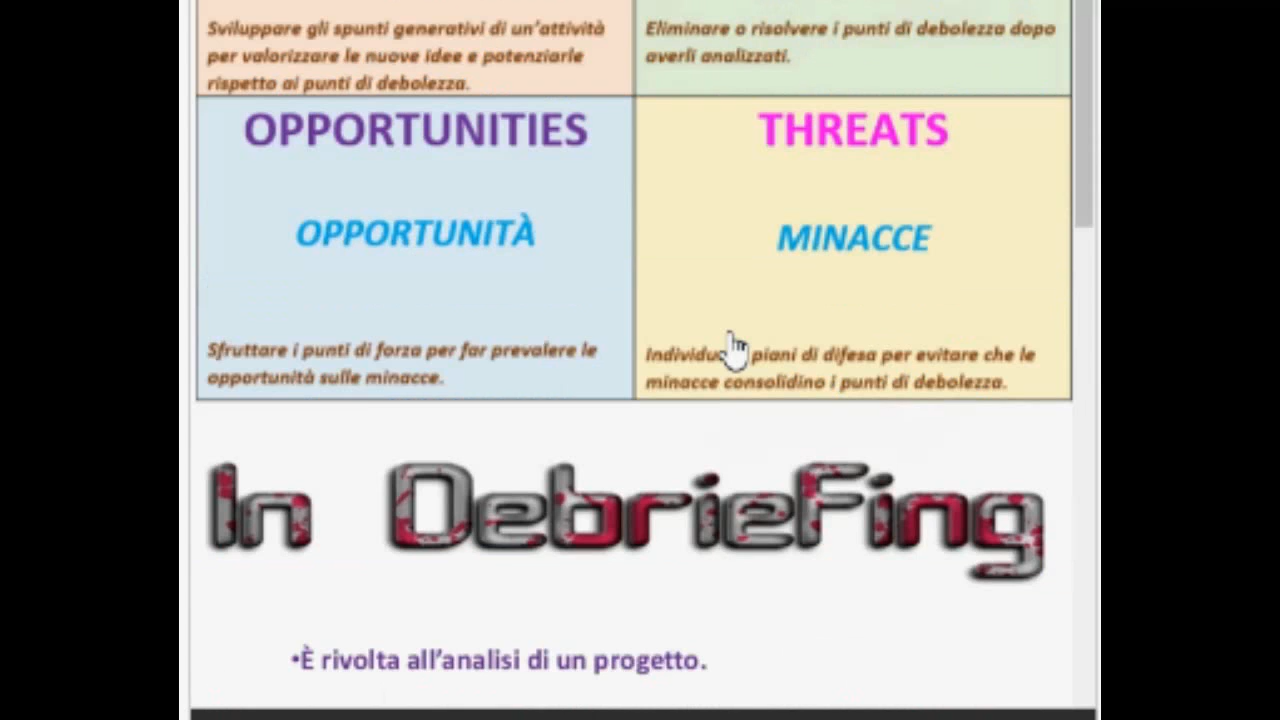 Sviluppare gli spunti generativi di un'attività
per valorizzare le nuove idee e potenziarle
rispetto ai punti di debolezza.
Eliminare o risolvere i punti di debolezza dopo
averli analizzati.
OPPORTUNITIES
OPPORTUNITÀ
Sfruttare i punti di forza per far prevalere le
opportunità sulle minacce.
THREATS
MINACCE
piani di difesa per evitare che le
minacce consolidino i punti di debolezza.
In Debriefing
•È rivolta all'analisi di un progetto.